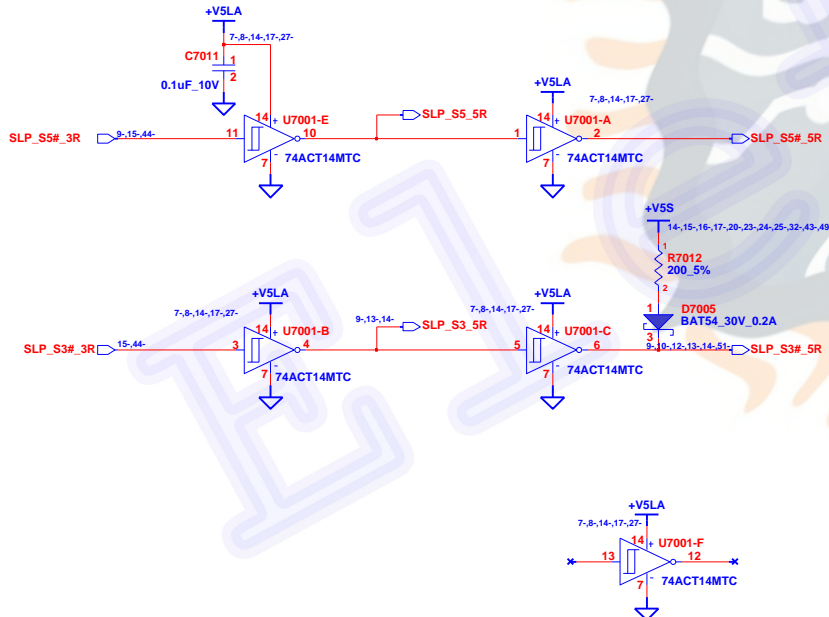 +V5LA
7-,8-,14-,17-,27-
C7011
1
2
0.1uF_10V
+V5LA
7-,8-,14-,17-,27-
SLP_S5#_3R
9-,15-,44-
11
14
+
U7001-E
10
-
7
74ACT14MTC
SLP_S5_5R
1
14
+
U7001-A
2
-
7
74ACT14MTC
SLP_S5#_5R
+V5S
14-,15-,16-,17-,20-,23-,24-,25-,32-,43-,49
1
R7012
200_5%
2
1
D7005
BAT54_30V_0.2A
3
9-,10-,12-,13-,14-,51-
SLP_S3#_5R
+V5LA
7-,8-,14-,17-,27-
SLP_S3#_3R
15-,44-
3
14
+
U7001-B
4
-
7
74ACT14MTC
9-,13-,14-
SLP_S3_5R
+V5LA
7-,8-,14-,17-,27-
5
14
+
U7001-C
6
-
7
74ACT14MTC
+V5LA
7-,8-,14-,17-,27-
13
14
+
U7001-F
12
-
7
74ACT14MTC